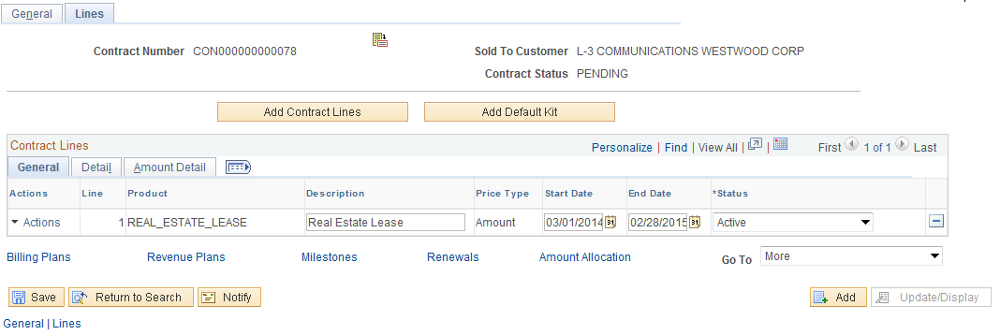 General Lines
Contract Number CON000000000078 Sold To Customer L-3 COMMUNICATIONS WESTWOOD CORP
Contract Status PENDING
Add Contract Lines Add Default Kit
Contract Lines Personalize | Find | View All | | First 1 of 1 Last
General Detail Amount Detail
Actions Line Product Description Price Type Start Date End Date *Status
Actions 1 REAL_ESTATE_LEASE Real Estate Lease Amount 03/01/2014 02/28/2015 Active
Billing Plans Revenue Plans Milestones Renewals Amount Allocation Go To More
Save Return to Search Notify Add Update/Display
General | Lines